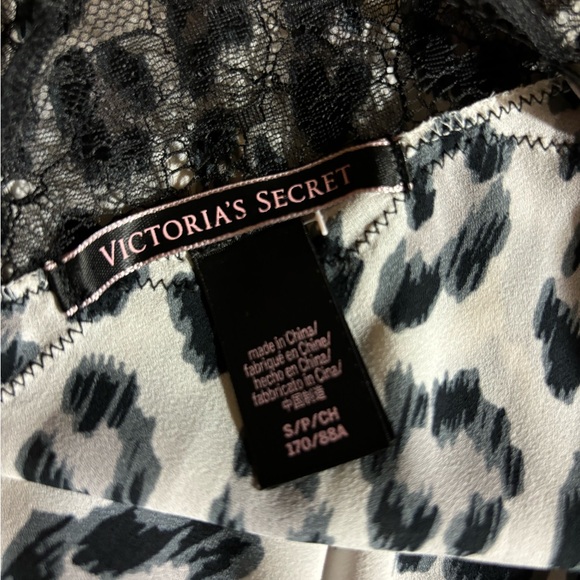 VICTORIA'S SECRET
made in China/
fabriqué en Chine/
hecho en China/
fabbricato in Cina/
中国制造
S/P/CH
170/88A